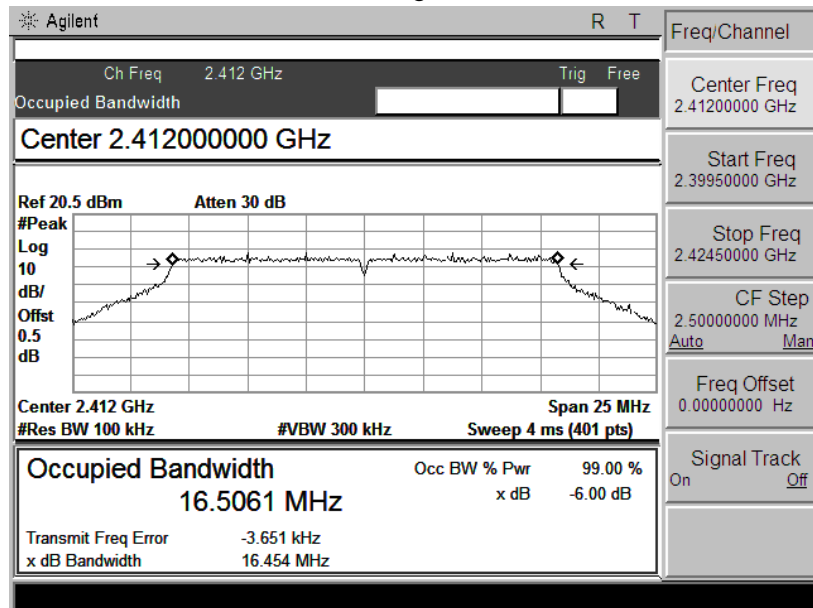 Agilent R T
Ch Freq 2.412 GHz Trig Free
Occupied Bandwidth
Center 2.412000000 GHz
Ref 20.5 dBm Atten 30 dB
#Peak
Log
10
dB/
Offst
0.5
dB
Center 2.412 GHz Span 25 MHz
#Res BW 100 kHz #VBW 300 kHz Sweep 4 ms (401 pts)
Occupied Bandwidth Occ BW % Pwr 99.00 %
16.5061 MHz x dB -6.00 dB
Transmit Freq Error -3.651 kHz
x dB Bandwidth 16.454 MHz
Freq/Channel
Center Freq
2.41200000 GHz
Start Freq
2.39950000 GHz
Stop Freq
2.42450000 GHz
CF Step
2.50000000 MHz
Auto Man
Freq Offset
0.00000000 Hz
Signal Track
On Off